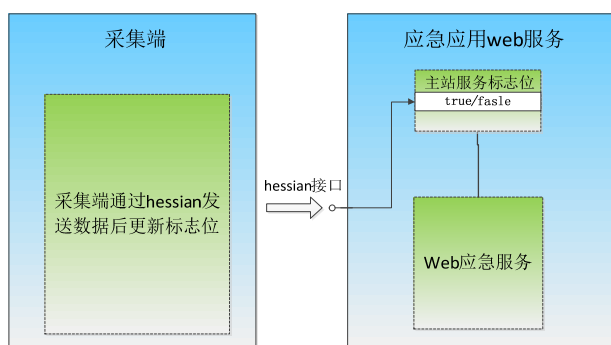 采集端
采集端通过hessian发
送数据后更新标志位
hessian接口
应急应用web服务
主站服务标志位
true/fasle
Web应急服务